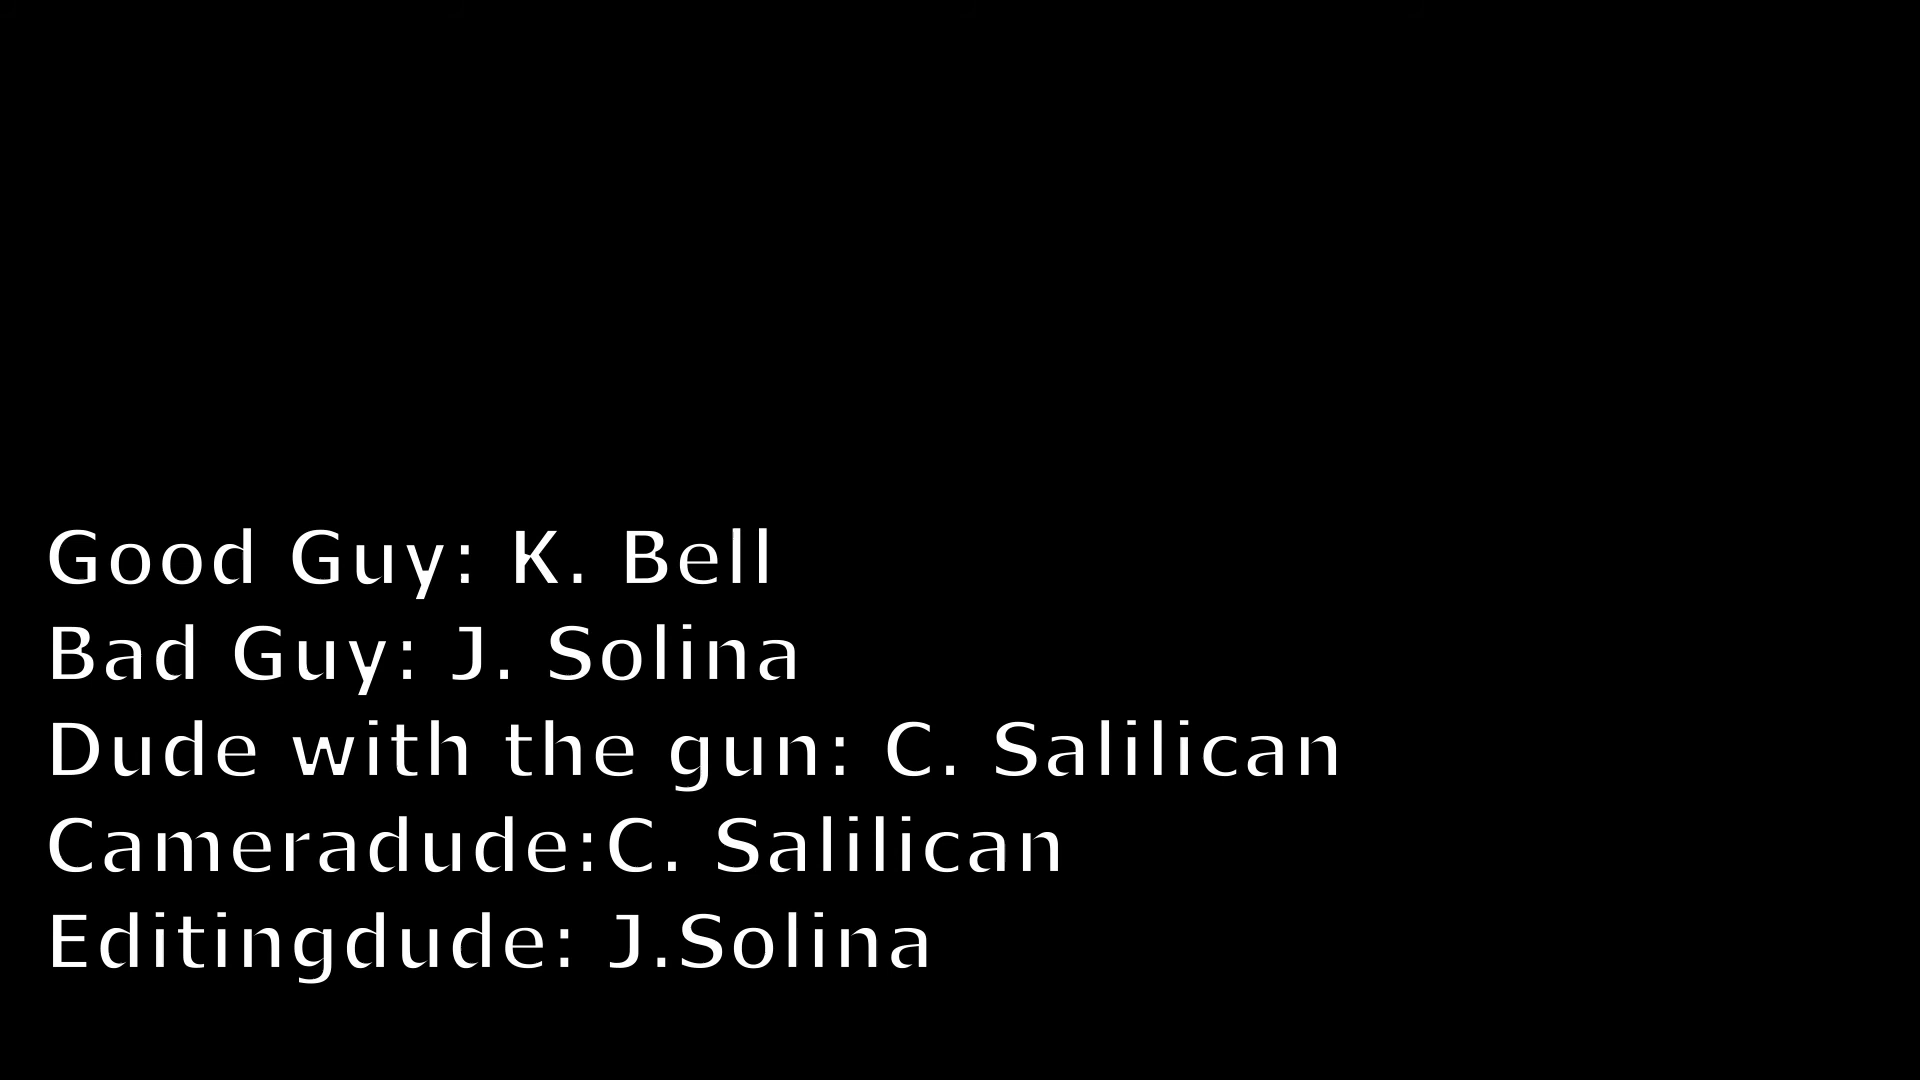 Good Guy: K. Bell
Bad Guy: J. Solina
Dude with the gun: C. Salilican
Cameradude:C. Salilican
Editingdude: J.Solina